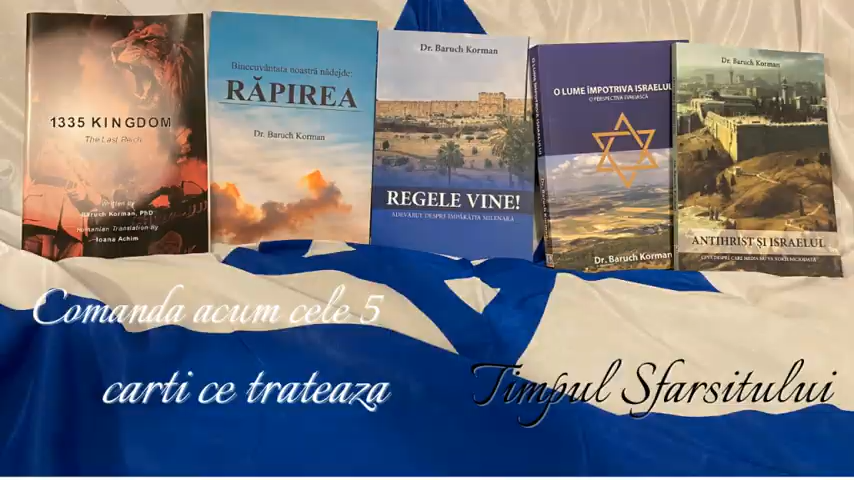 1335 KINGDOM
The Last Reich
Written by
Baruch Korman, PhD
Romanian Translation by
Ioana Achim
Binecuvântata noastră nădejde:
RĂPIREA
Dr. Baruch Korman
Dr. Baruch Korman
REGELE VINE!
ADEVĂRUL DESPRE ÎMPĂRĂȚIA MILENARĂ
O LUME ÎMPOTRIVA ISRAELUL
O PERSPECTIVĂ EVREIASCĂ
Dr. Baruch Korman
Dr. Baruch Korman
ANTIHRIST ȘI ISRAELUL
Comanda acum cele 5
carti ce trateaza
Timpul Sfarsitului